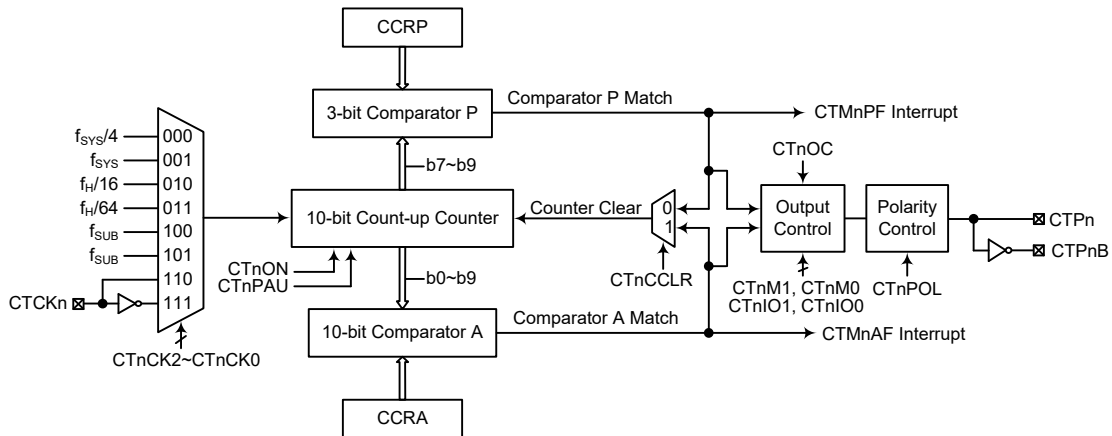 CCRP
3-bit Comparator P
Comparator P Match
CTMnPF Interrupt
b7~b9
fSYS/4
000
fSYS
001
fH/16
010
fH/64
011
fSUB
100
fSUB
101
110
111
CTCKn
CTnCK2~CTnCK0
10-bit Count-up Counter
CTnON
CTnPAU
Counter Clear
0
1
CTnCCLR
CTnOC
Output
Control
CTnM1, CTnM0
CTnIO1, CTnIO0
Polarity
Control
CTnPOL
CTPn
CTPnB
b0~b9
10-bit Comparator A
Comparator A Match
CTMnAF Interrupt
CCRA